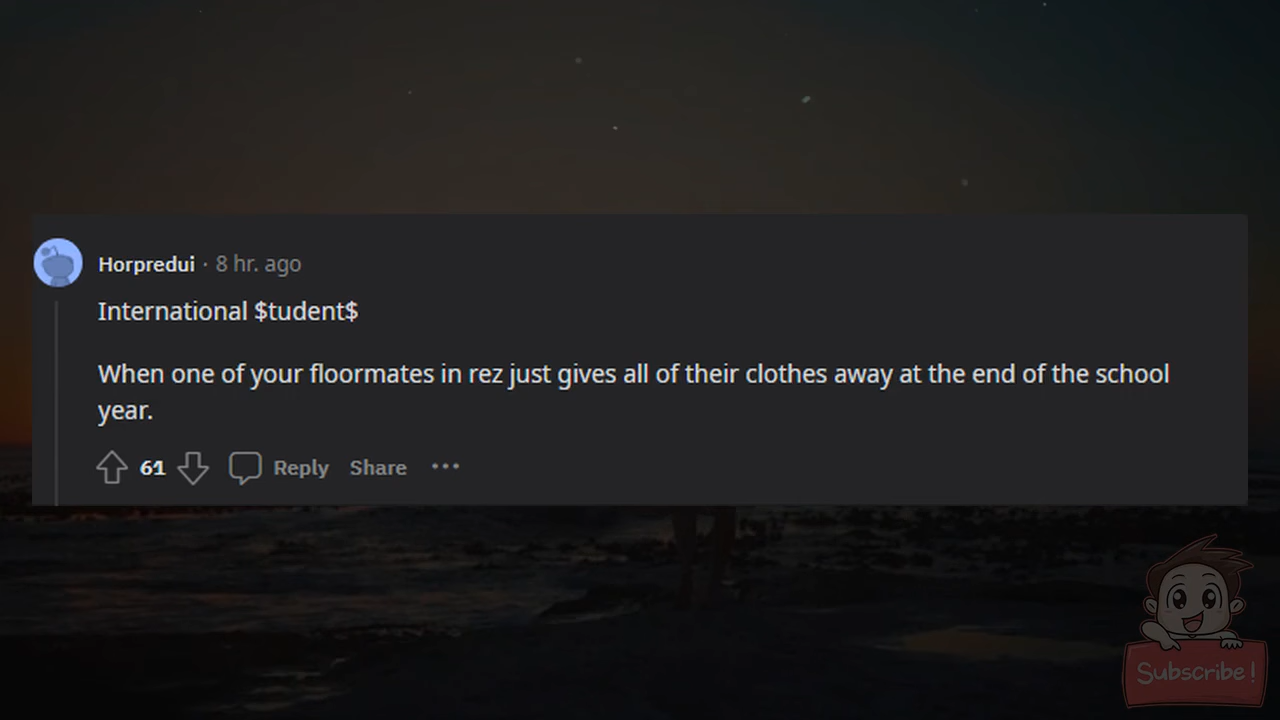 Horpredui · 8 hr. ago
International $tudent$
When one of your floormates in rez just gives all of their clothes away at the end of the school
year.
61 Reply Share ···
Subscribe!